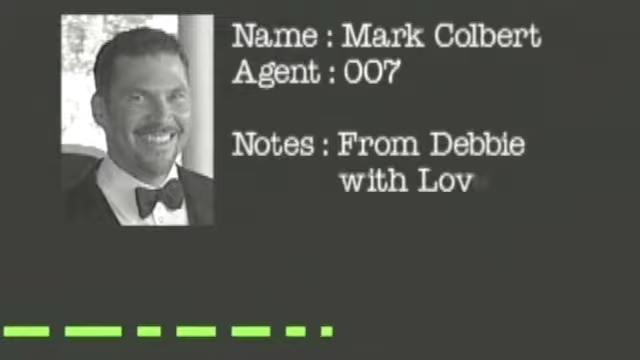 Name : Mark Colbert
Agent : 007
Notes : From Debbie
with Lov